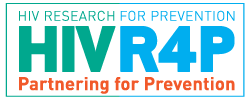 HIV RESEARCH FOR PREVENTION
HIVR4P
Partnering for Prevention